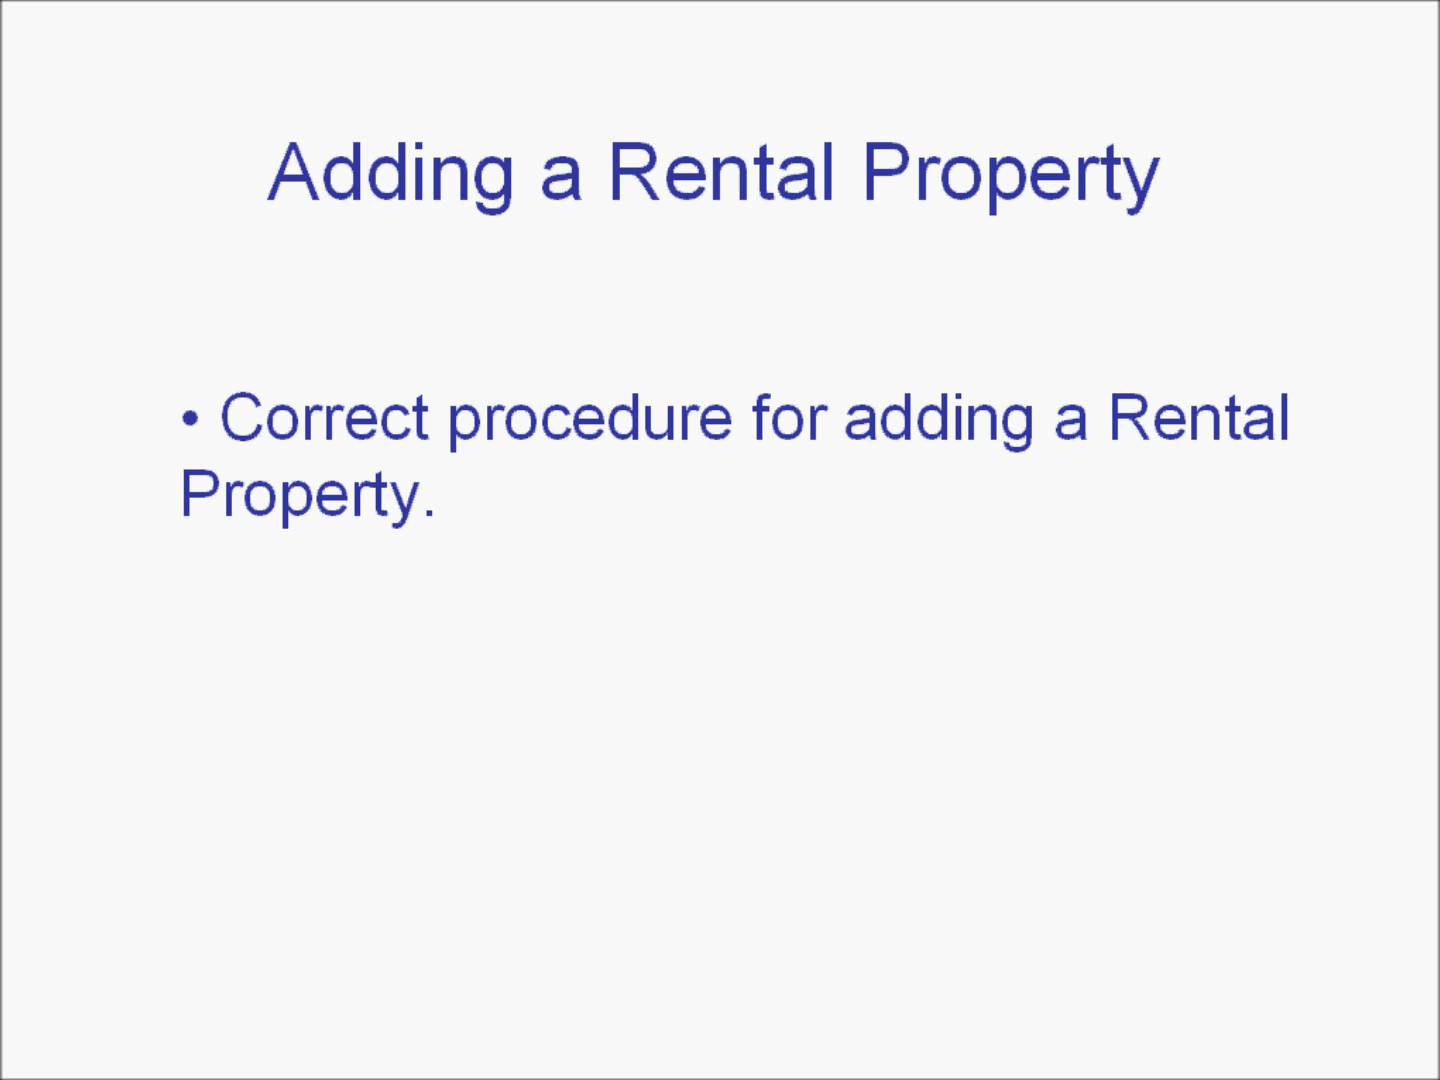 Adding a Rental Property
• Correct procedure for adding a Rental
Property.